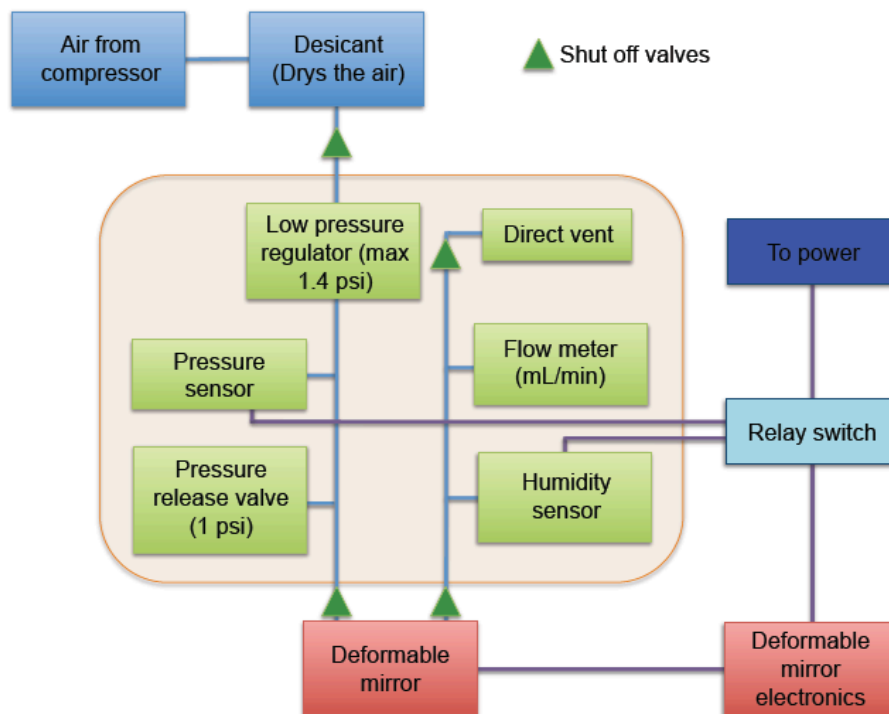 Air from
compressor
Desicant
(Drys the air)
Shut off valves
Low pressure
regulator (max
1.4 psi)
Direct vent
To power
Pressure
sensor
Flow meter
(mL/min)
Relay switch
Pressure
release valve
(1 psi)
Humidity
sensor
Deformable
mirror
Deformable
mirror
electronics